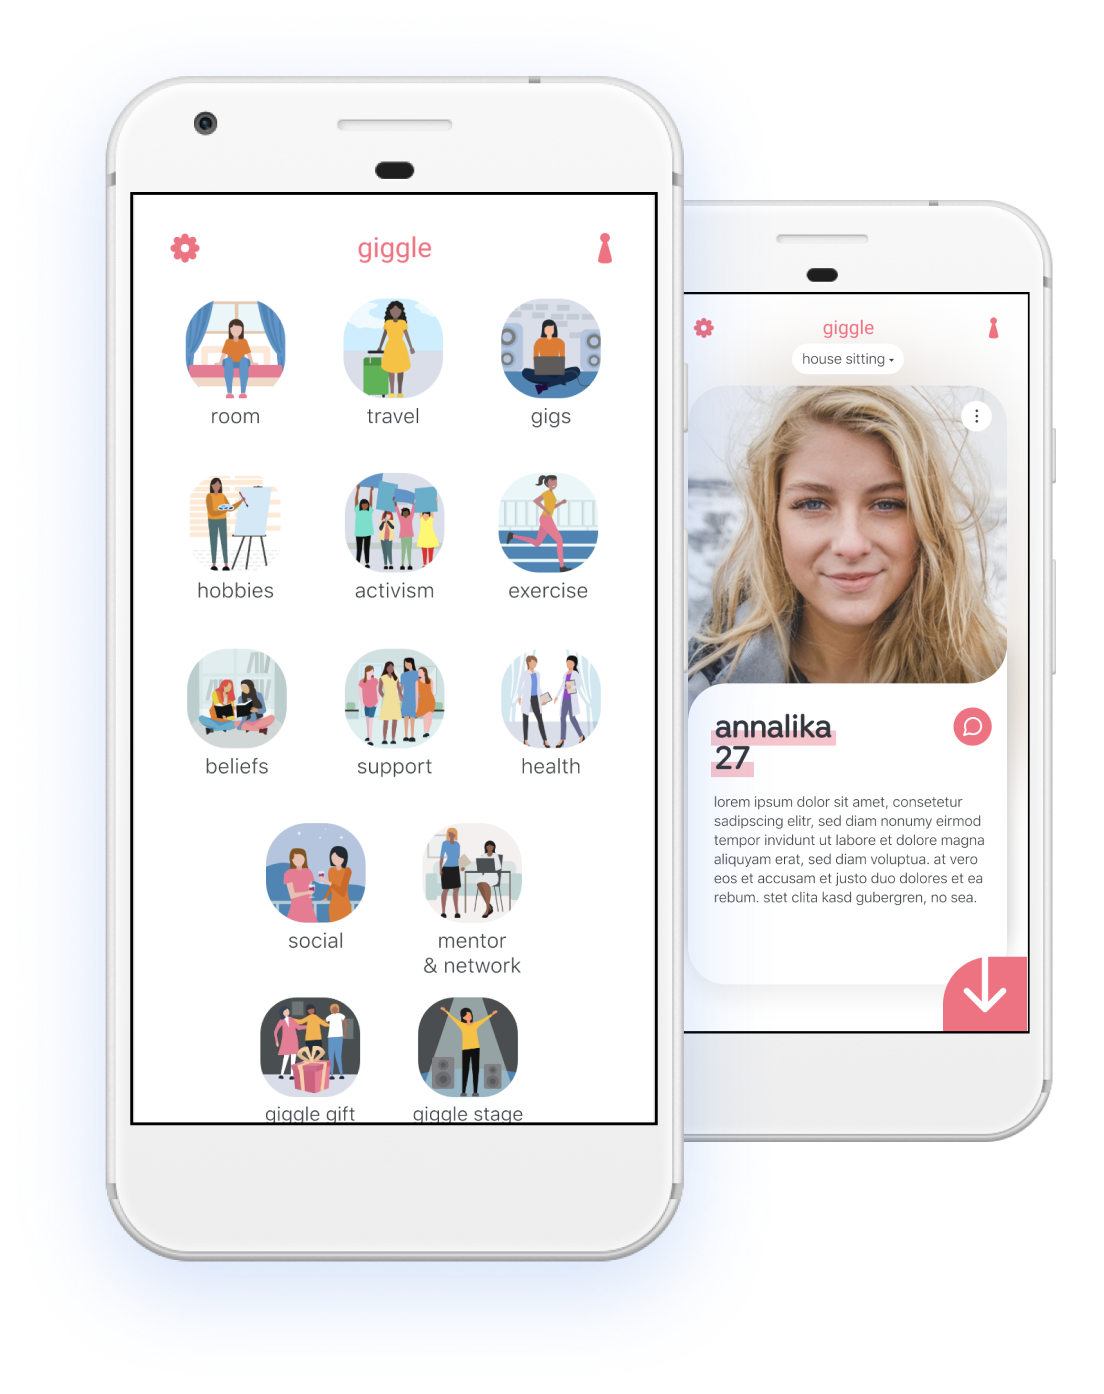 giggle
room
travel
gigs
hobbies
activism
exercise
beliefs
support
health
social
mentor
& network
giggle gift
giggle stage
giggle
house sitting
annalika
27
lorem ipsum dolor sit amet, consetetur
sadipscing elitr, sed diam nonumy eirmod
tempor invidunt ut labore et dolore magna
aliquyam erat, sed diam voluptua. at vero
eos et accusam et justo duo dolores et ea
rebum. stet clita kasd gubergren, no sea.